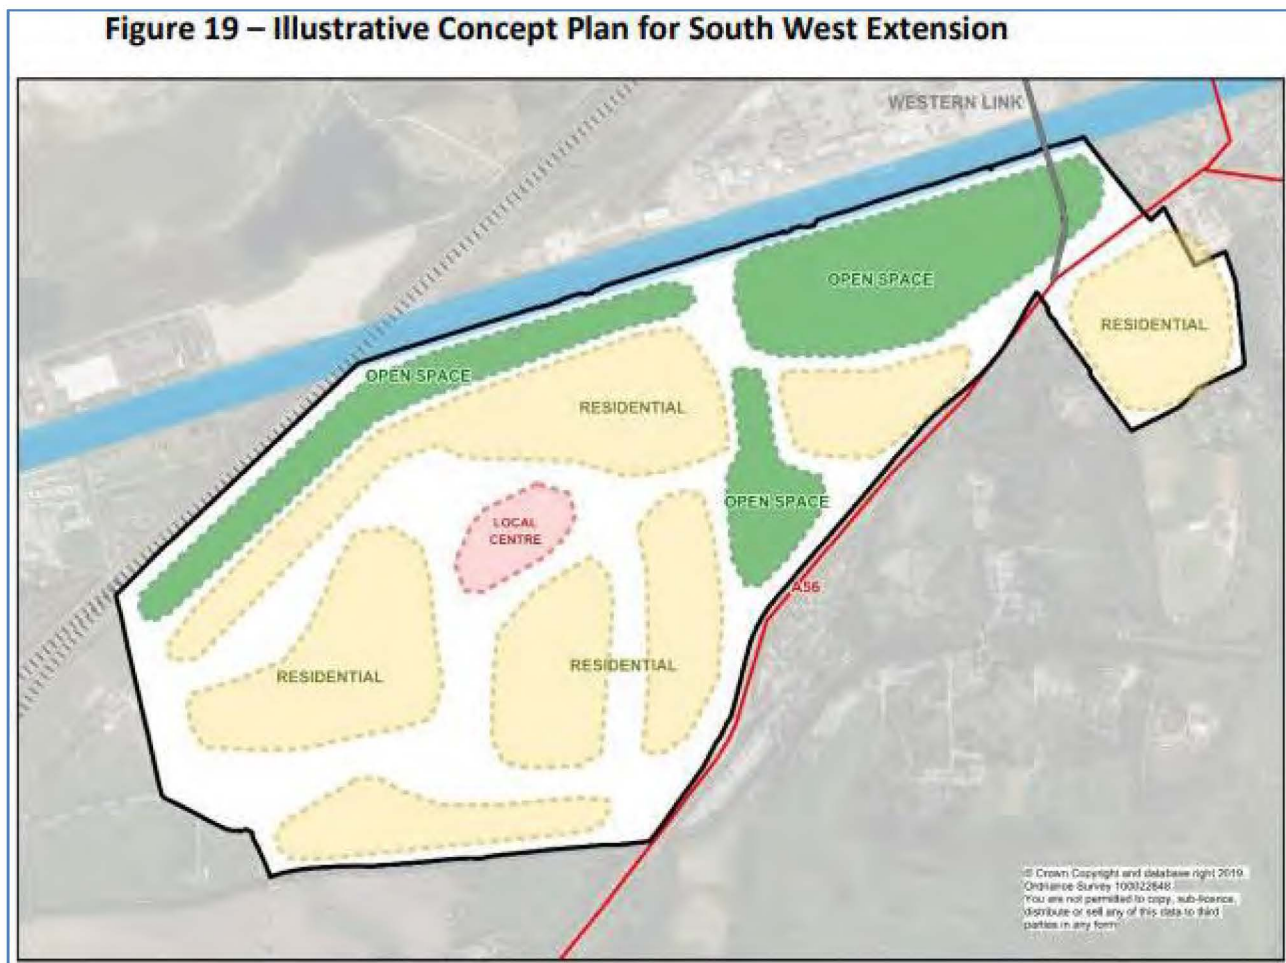 Figure 19 – Illustrative Concept Plan for South West Extension
WESTERN LINK
OPEN SPACE
RESIDENTIAL
OPEN SPACE
RESIDENTIAL
OPEN SPACE
LOCAL
CENTRE
A56
RESIDENTIAL
RESIDENTIAL
© Crown Copyright and database right 2019.
Ordnance Survey 100022848.
You are not permitted to copy, sub-licence,
distribute or sell any of this data to third
parties in any form